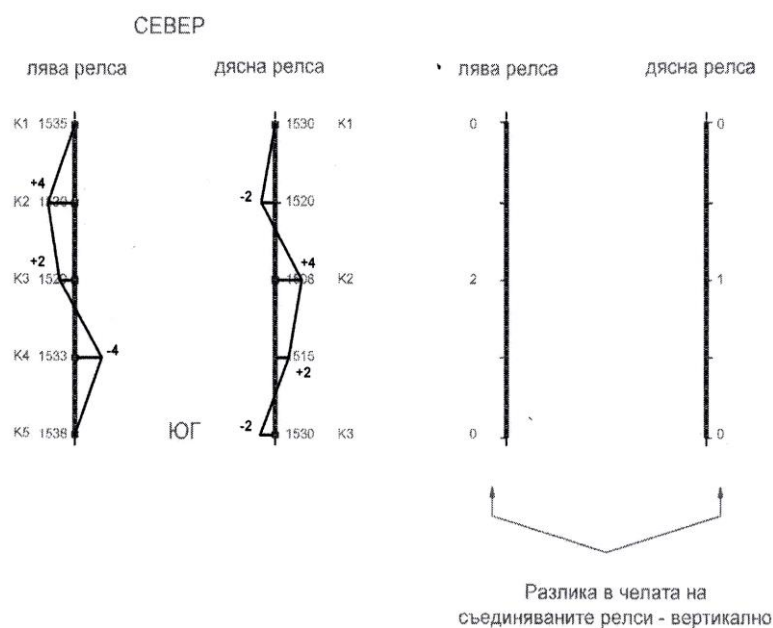 СЕВЕР
лява релса дясна релса лява релса дясна релса
К1 1535 1530 К1 0 0
+4 -2
К2 1520
+2 +4
К3 1520 К2 2 1
К4 1533 -4 1515
+2
К5 1538 ЮГ -2 1530 К3 0 0
Разлика в челата на
съединяваните релси - вертикално